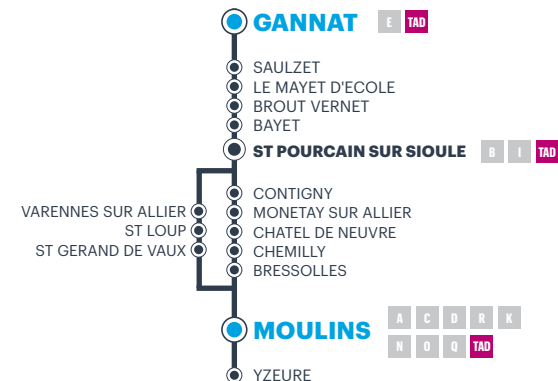 GANNAT E TAD
SAULZET
LE MAYET D'ECOLE
BROUT VERNET
BAYET
ST POURCAIN SUR SIOULE B I TAD
CONTIGNY
VARENNES SUR ALLIER MONETAY SUR ALLIER
ST LOUP CHATEL DE NEUVRE
ST GERAND DE VAUX CHEMILLY
BRESSOLLES
MOULINS A C D R K
N O Q TAD
YZEURE